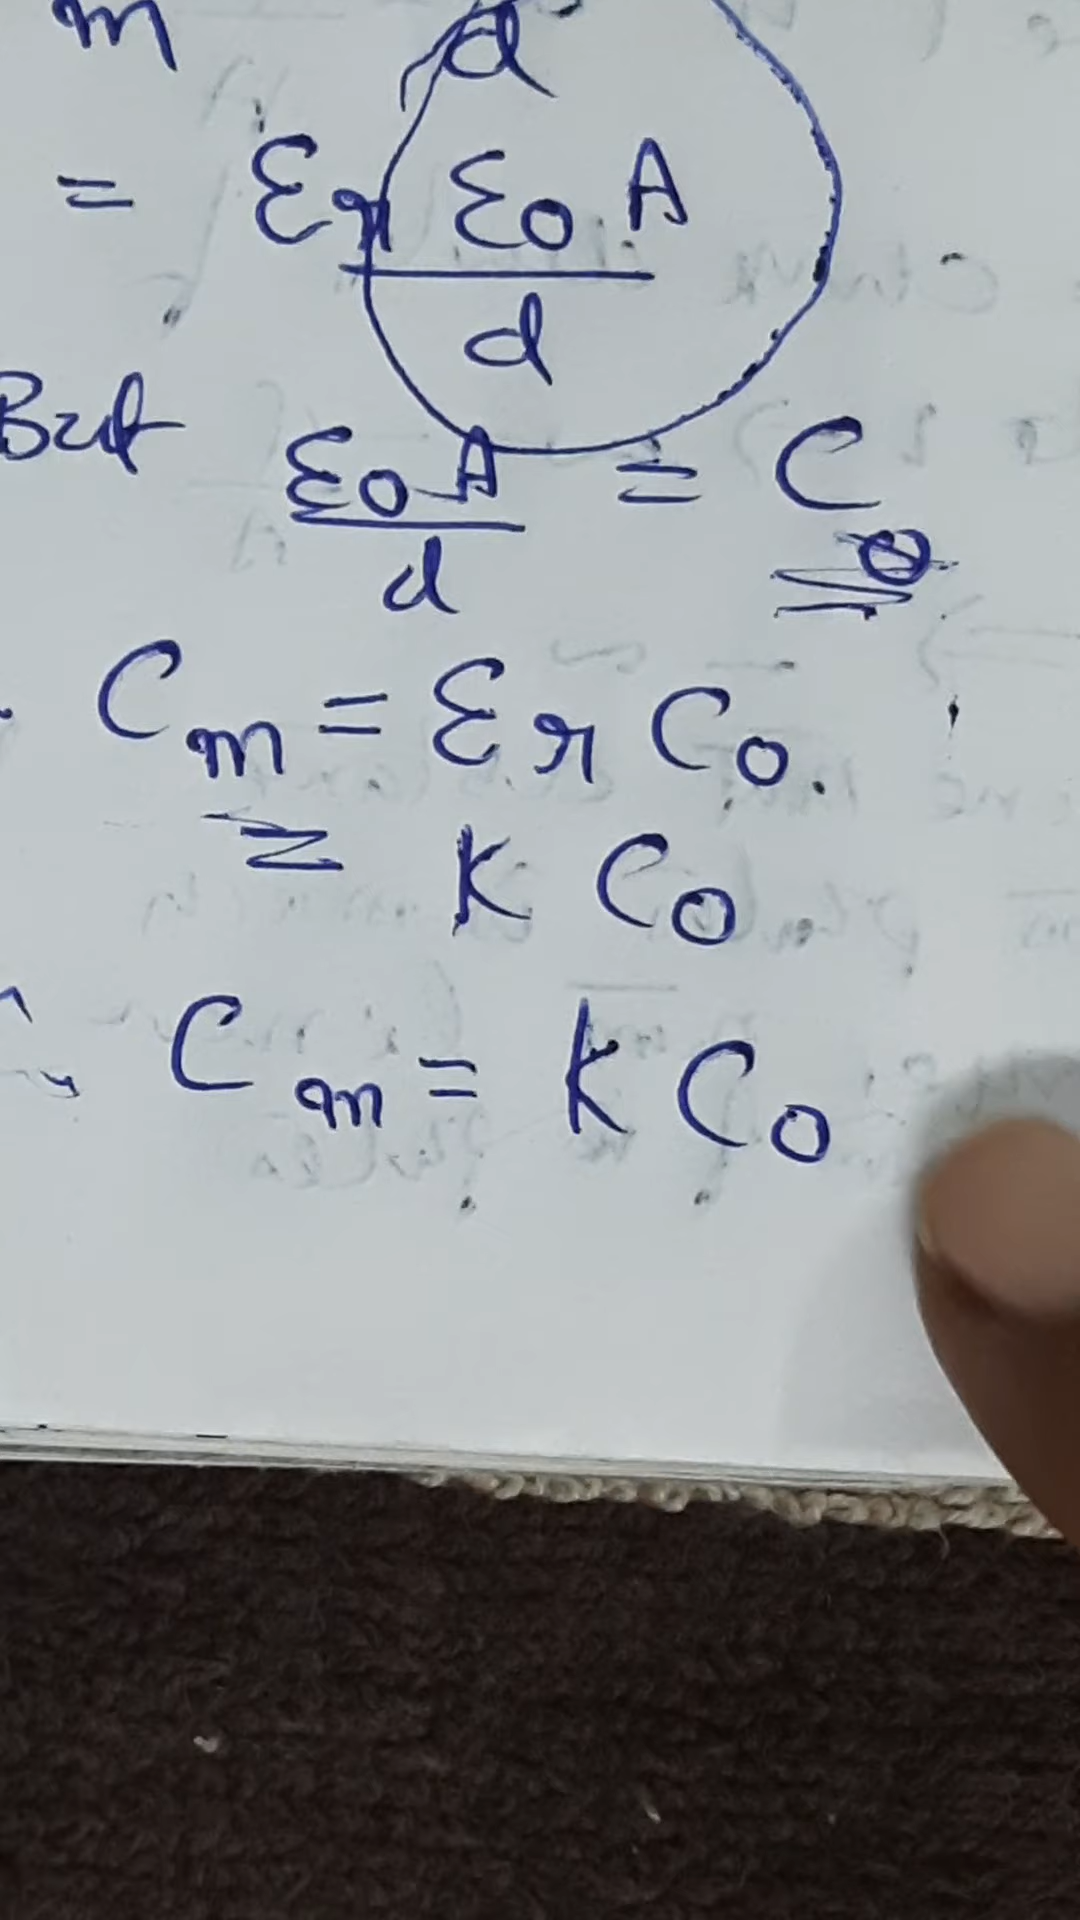 m d
= εr ε0 A
d
But ε0 A = C0
d
Cm = εr C0.
= K C0
∴ Cm = K C0